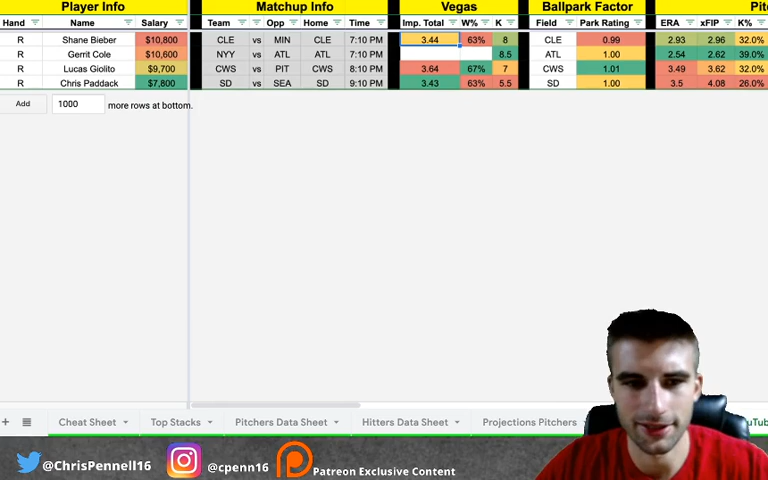 Player Info Matchup Info Vegas Ballpark Factor
Hand Name Salary Team vs Opp Home Time Imp. Total W% K Field Park Rating ERA xFIP K%
R Shane Bieber $10,800 CLE vs MIN CLE 7:10 PM 3.44 63% 8 CLE 0.99 2.93 2.96 32.0%
R Gerrit Cole $10,600 NYY vs ATL ATL 7:10 PM 8.5 ATL 1.00 2.54 2.62 39.0%
R Lucas Giolito $9,700 CWS vs PIT CWS 8:10 PM 3.64 67% 7 CWS 1.01 3.49 3.62 32.0%
R Chris Paddack $7,800 SD vs SEA SD 9:10 PM 3.43 63% 5.5 SD 1.00 3.5 4.08 26.0%
Add 1000 more rows at bottom.
+ Cheat Sheet Top Stacks Pitchers Data Sheet Hitters Data Sheet Projections Pitchers
@ChrisPennell16 @cpenn16 Patreon Exclusive Content